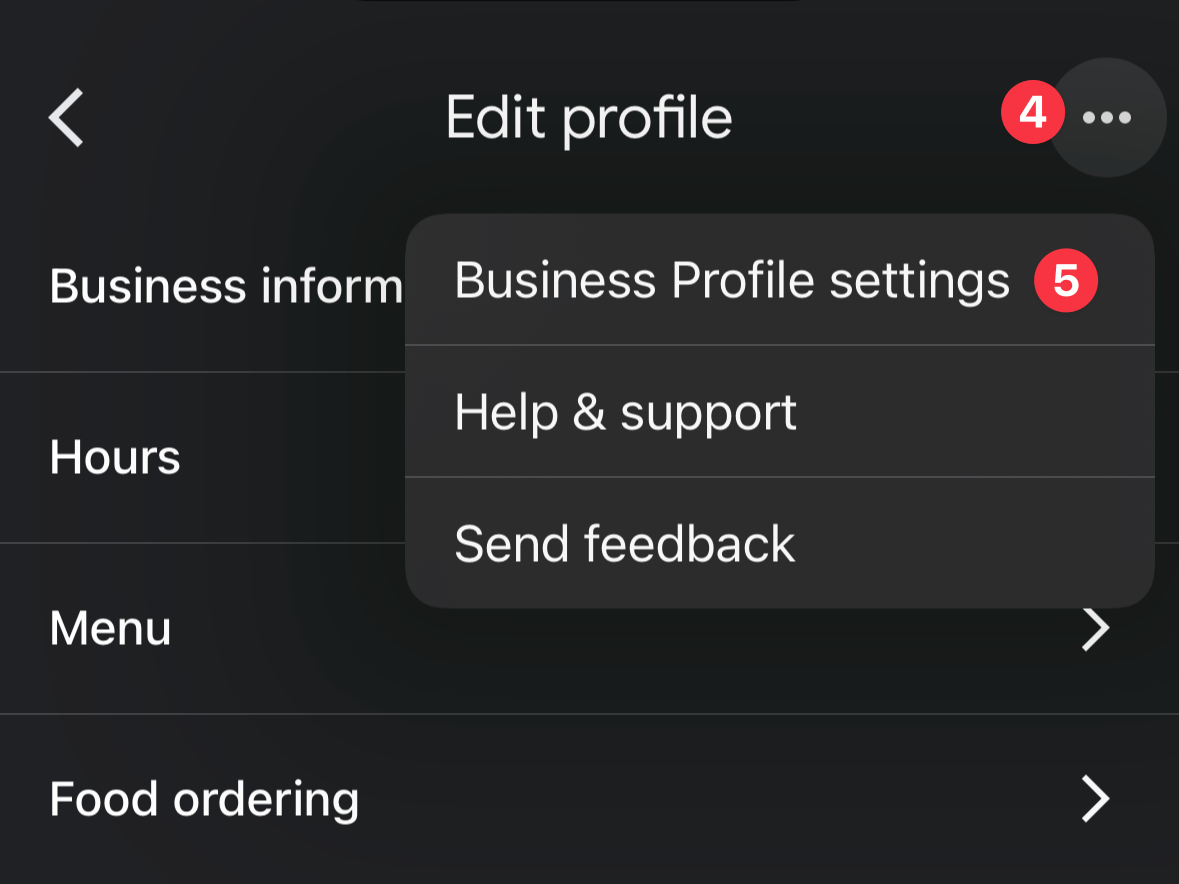 Edit profile
4
Business inform
Business Profile settings
5
Help & support
Hours
Send feedback
Menu
Food ordering